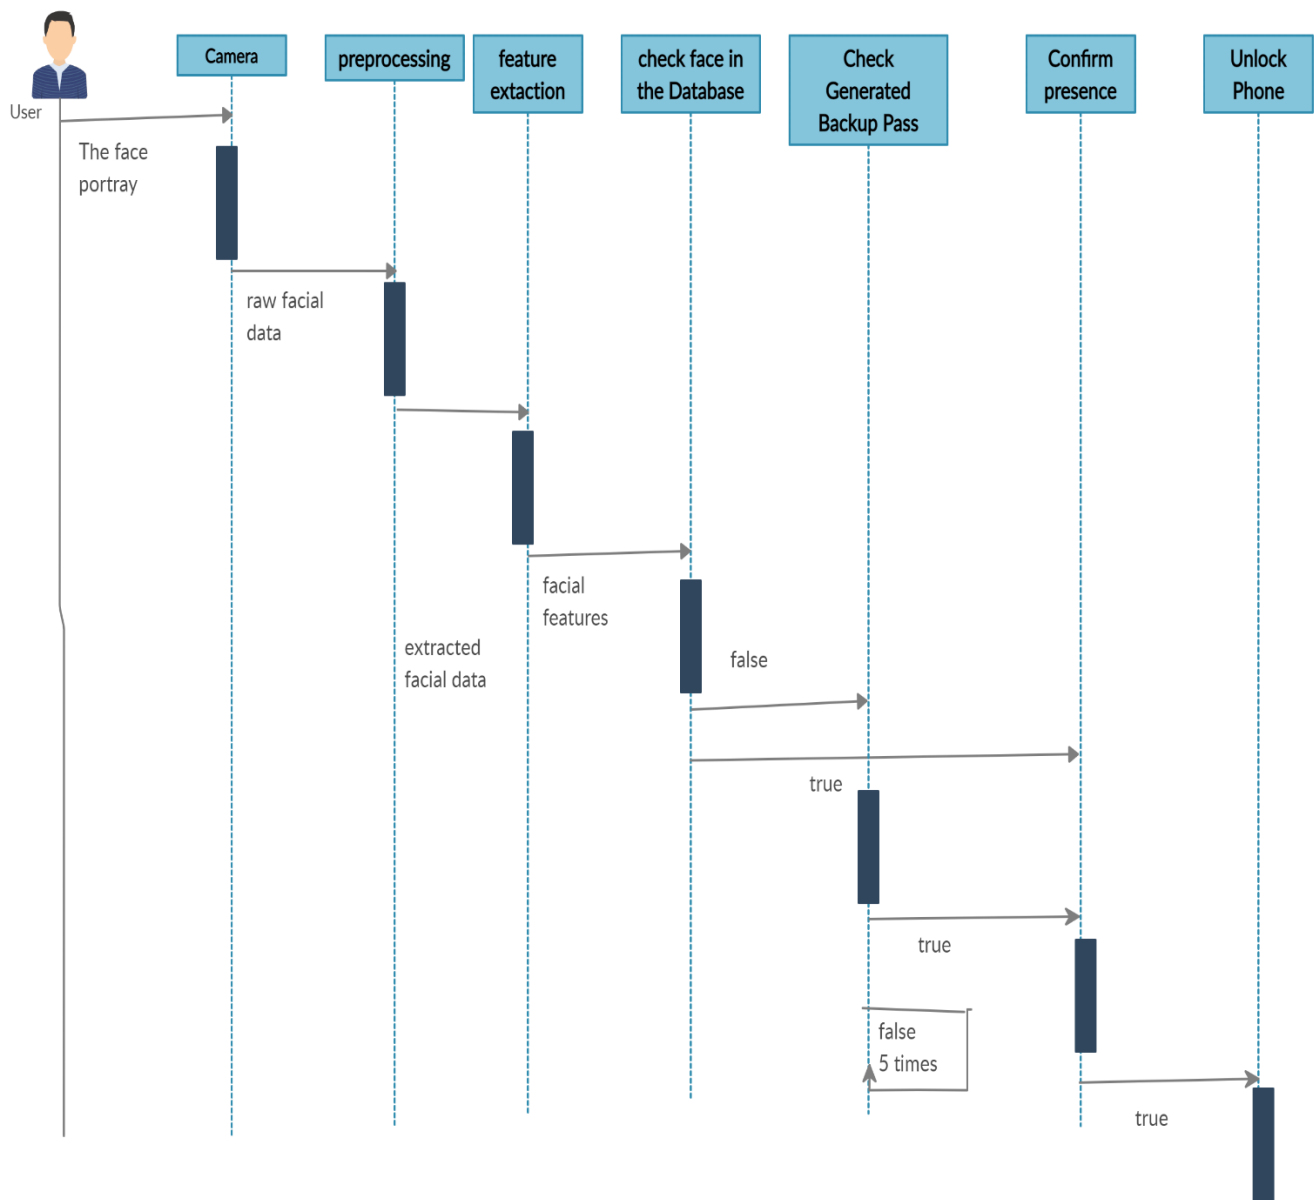 User
Camera
preprocessing
feature
extaction
check face in
the Database
Check
Generated
Backup Pass
Confirm
presence
Unlock
Phone
The face
portray
raw facial
data
facial
features
extracted
facial data
false
true
true
false
5 times
true